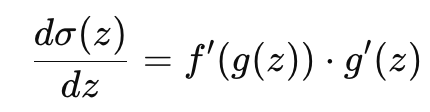 dσ(z)/dz = f′(g(z)) · g′(z)